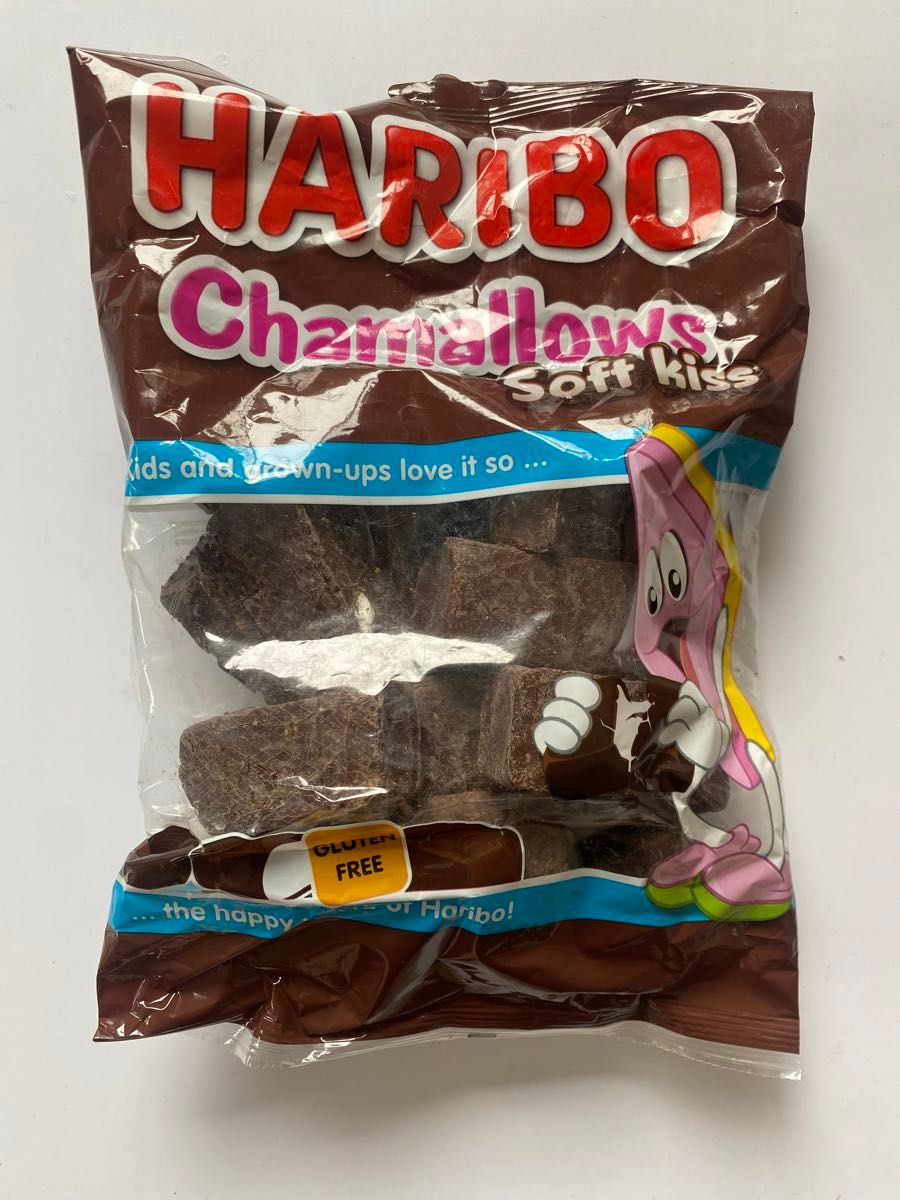 HARIBO
Chamallows
Soft kiss
kids and grown-ups love it so ...
GLUTEN
FREE
... the happy of Haribo!